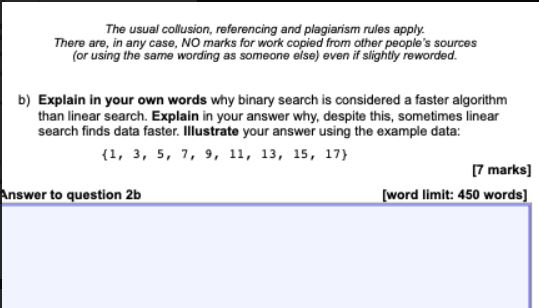 The usual collusion, referencing and plagiarism rules apply.
There are, in any case, NO marks for work copied from other people's sources
(or using the same wording as someone else) even if slightly reworded.
b) Explain in your own words why binary search is considered a faster algorithm
than linear search. Explain in your answer why, despite this, sometimes linear
search finds data faster. Illustrate your answer using the example data:
{1, 3, 5, 7, 9, 11, 13, 15, 17}
[7 marks]
Answer to question 2b [word limit: 450 words]